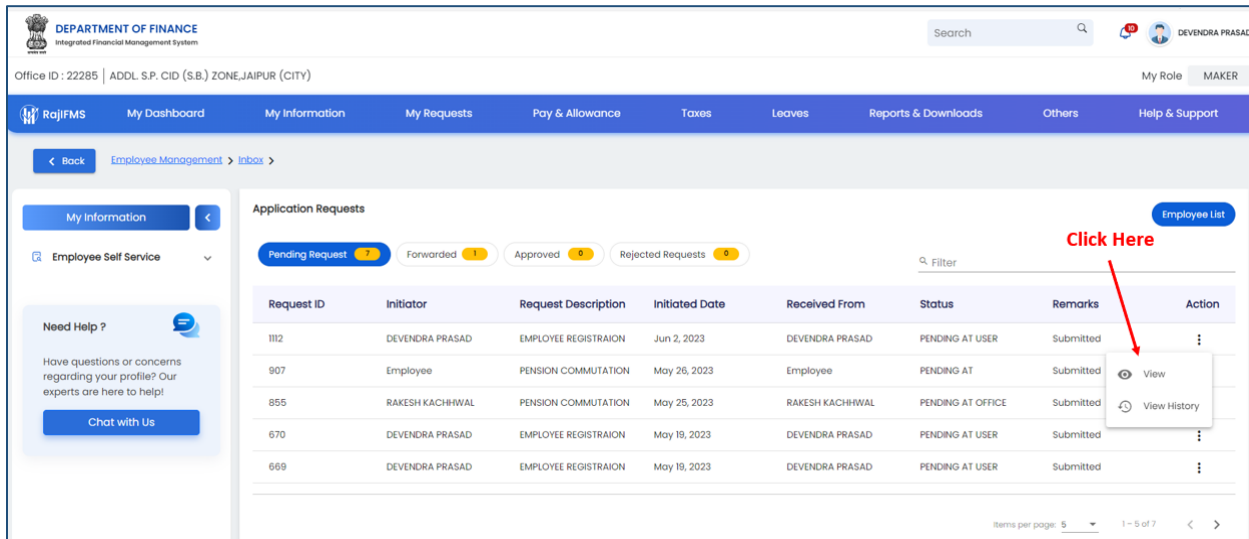 DEPARTMENT OF FINANCE
Integrated Financial Management System
Search
10
DEVENDRA PRASAD
Office ID : 22285 | ADDL. S.P. CID (S.B.) ZONE,JAIPUR (CITY)
My Role MAKER
RajIFMS My Dashboard My Information My Requests Pay & Allowance Taxes Leaves Reports & Downloads Others Help & Support
Back Employee Management > Inbox >
My Information
Employee Self Service
Need Help ?
Have questions or concerns
regarding your profile? Our
experts are here to help!
Chat with Us
Application Requests
Employee List
Click Here
Pending Request 7 Forwarded 1 Approved 0 Rejected Requests 0
Filter
Request ID Initiator Request Description Initiated Date Received From Status Remarks Action
1112 DEVENDRA PRASAD EMPLOYEE REGISTRAION Jun 2, 2023 DEVENDRA PRASAD PENDING AT USER Submitted
907 Employee PENSION COMMUTATION May 26, 2023 Employee PENDING AT Submitted
View
855 RAKESH KACHHWAL PENSION COMMUTATION May 25, 2023 RAKESH KACHHWAL PENDING AT OFFICE Submitted
View History
670 DEVENDRA PRASAD EMPLOYEE REGISTRAION May 19, 2023 DEVENDRA PRASAD PENDING AT USER Submitted
669 DEVENDRA PRASAD EMPLOYEE REGISTRAION May 19, 2023 DEVENDRA PRASAD PENDING AT USER Submitted
Items per page: 5 1 – 5 of 7